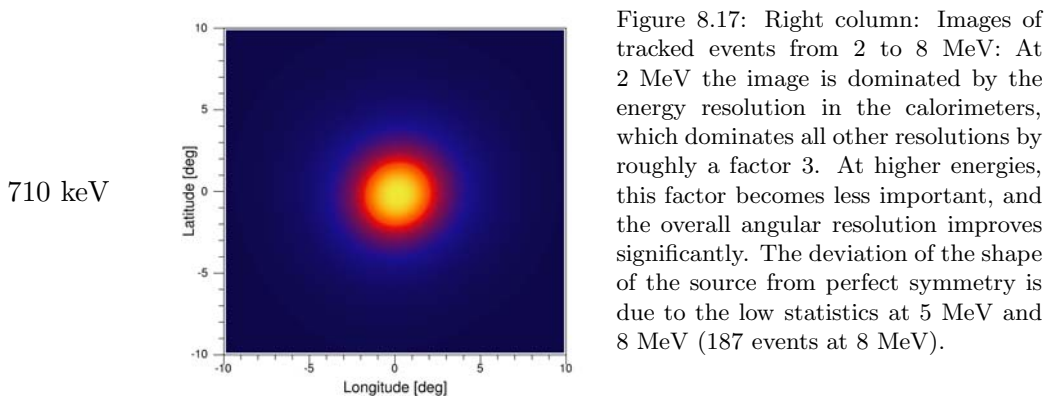 710 keV
10
5
0
-5
-10
Latitude [deg]
-10
-5
0
5
10
Longitude [deg]
Figure 8.17: Right column: Images of
tracked events from 2 to 8 MeV: At
2 MeV the image is dominated by the
energy resolution in the calorimeters,
which dominates all other resolutions by
roughly a factor 3. At higher energies,
this factor becomes less important, and
the overall angular resolution improves
significantly. The deviation of the shape
of the source from perfect symmetry is
due to the low statistics at 5 MeV and
8 MeV (187 events at 8 MeV).